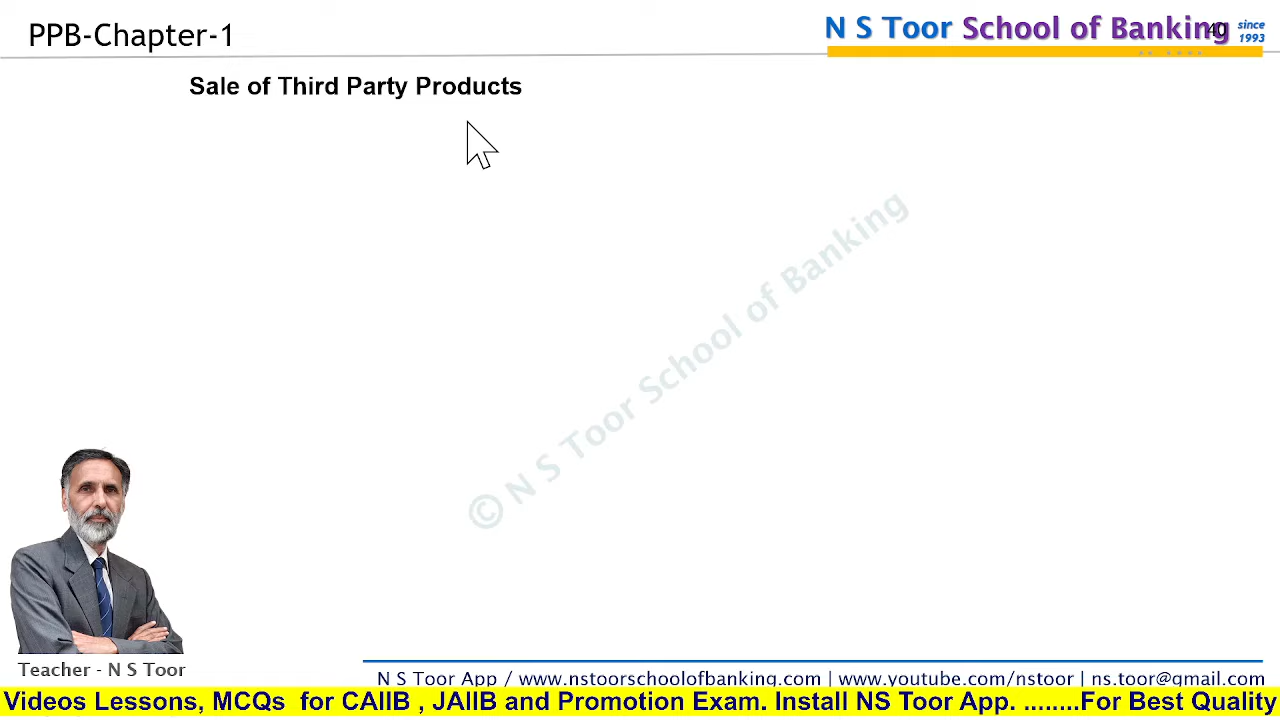 PPB-Chapter-1
N S Toor School of Banking
40
since
1993
Sale of Third Party Products
© N S Toor School of Banking
Teacher - N S Toor
N S Toor App / www.nstoorschoolofbanking.com | www.youtube.com/nstoor | ns.toor@gmail.com
Videos Lessons, MCQs for CAIIB , JAIIB and Promotion Exam. Install NS Toor App. ........For Best Quality